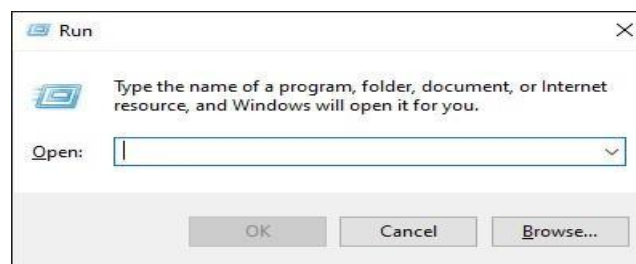 Run
Type the name of a program, folder, document, or Internet
resource, and Windows will open it for you.
Open:
OK
Cancel
Browse...